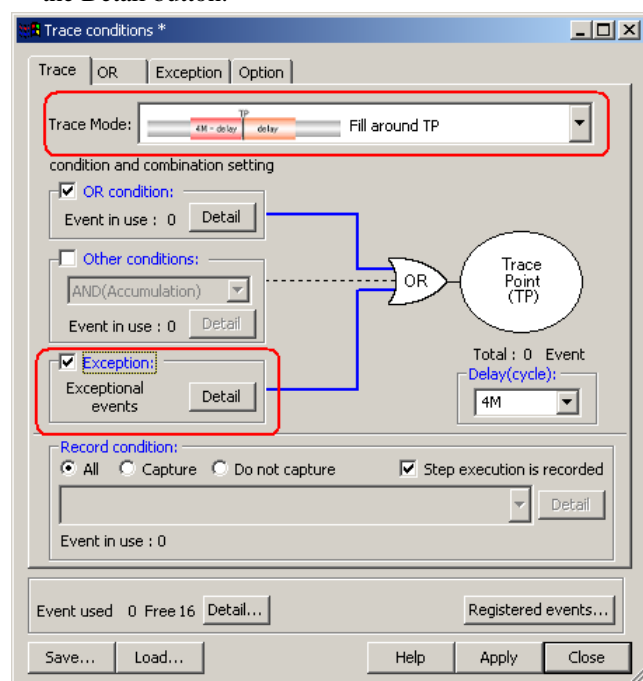 the Detail button.
Trace conditions *
Trace OR Exception Option
Trace Mode: 4M - delay TP delay Fill around TP
condition and combination setting
OR condition:
Event in use : 0 Detail
Other conditions:
AND(Accumulation)
Event in use : 0 Detail
Exception:
Exceptional
events
Detail
OR
Trace
Point
(TP)
Total : 0 Event
Delay(cycle):
4M
Record condition:
All Capture Do not capture Step execution is recorded
Detail
Event in use : 0
Event used 0 Free 16 Detail... Registered events...
Save... Load... Help Apply Close